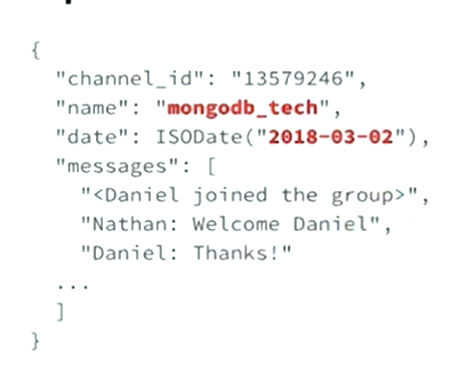 {
"channel_id": "13579246",
"name": "mongodb_tech",
"date": ISODate("2018-03-02"),
"messages": [
"<Daniel joined the group>",
"Nathan: Welcome Daniel",
"Daniel: Thanks!"
...
]
}